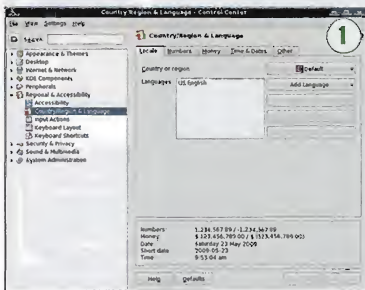 Country Region & Language - Control Center
File View Settings Help
Search
Appearance & Themes
Desktop
Internet & Network
KDE Components
Peripherals
Regional & Accessibility
Accessibility
Country/Region & Language
Input Actions
Keyboard Layout
Keyboard Shortcuts
Security & Privacy
Sound & Multimedia
System Administration
Country/Region & Language
1
Locale Numbers Money Time & Dates Other
Country or region Default
Languages US English Add Language
Numbers 1,234,567.89 / -1,234,567.89
Money $ 123,456,789.00 / $ (123,456,789.00)
Date Saturday 23 May 2009
Short date 2009-05-23
Time 9:53:04 am
Help Defaults